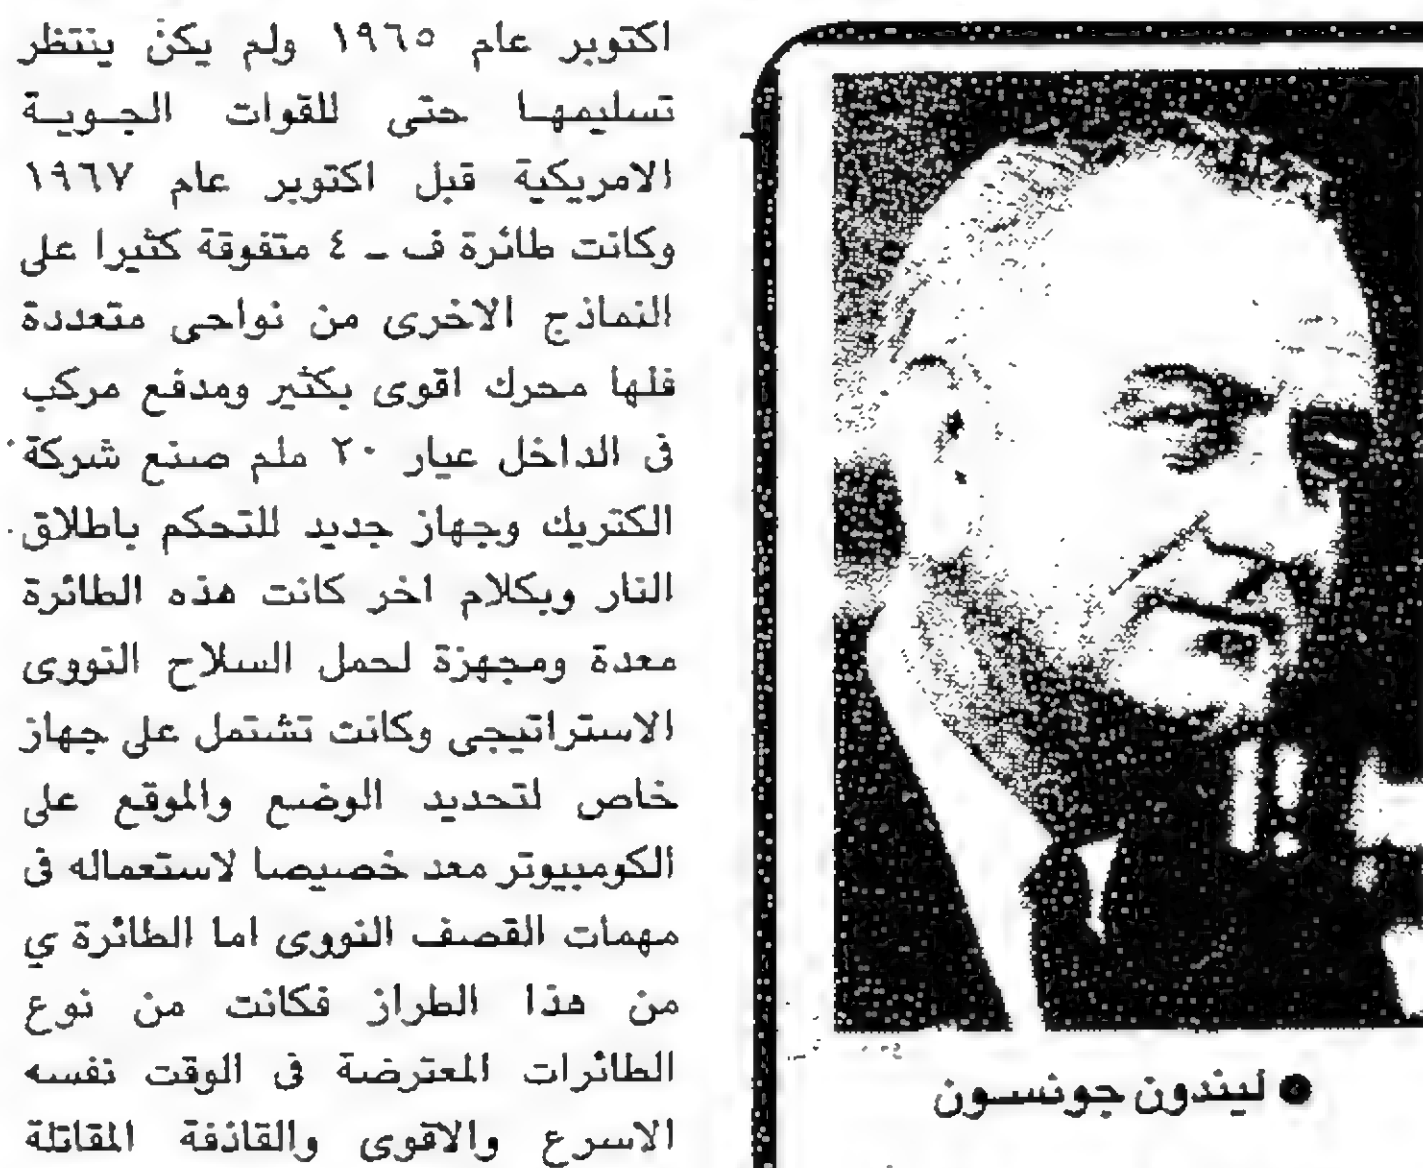 اكتوبر عام ١٩٦٥ ولم يكن ينتظر
تسليمها حتى للقوات الجوية
الامريكية قبل اكتوبر عام ١٩٦٧
وكانت طائرة ف ـ ٤ متفوقة كثيرا على
النماذج الاخرى من نواحى متعددة
فلها محرك اقوى بكثير ومدفع مركب
فى الداخل عيار ٢٠ ملم صنع شركة
الكتريك وجهاز جديد للتحكم باطلاق
النار وبكلام اخر كانت هذه الطائرة
معدة ومجهزة لحمل السلاح النووى
الاستراتيجى وكانت تشتمل على جهاز
خاص لتحديد الوضع والموقع على
الكومبيوتر معد خصيصا لاستعماله فى
مهمات القصف النووى اما الطائرة ي
من هذا الطراز فكانت من نوع
الطائرات المعترضة فى الوقت نفسه
الاسرع والاقوى والقاذفة المقاتلة
● ليندون جونسون